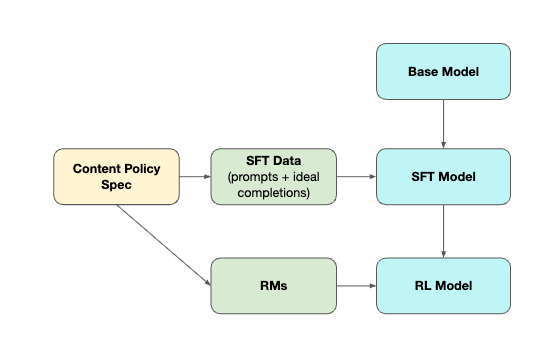 Base Model
Content Policy
Spec
SFT Data
(prompts + ideal
completions)
SFT Model
RMs
RL Model